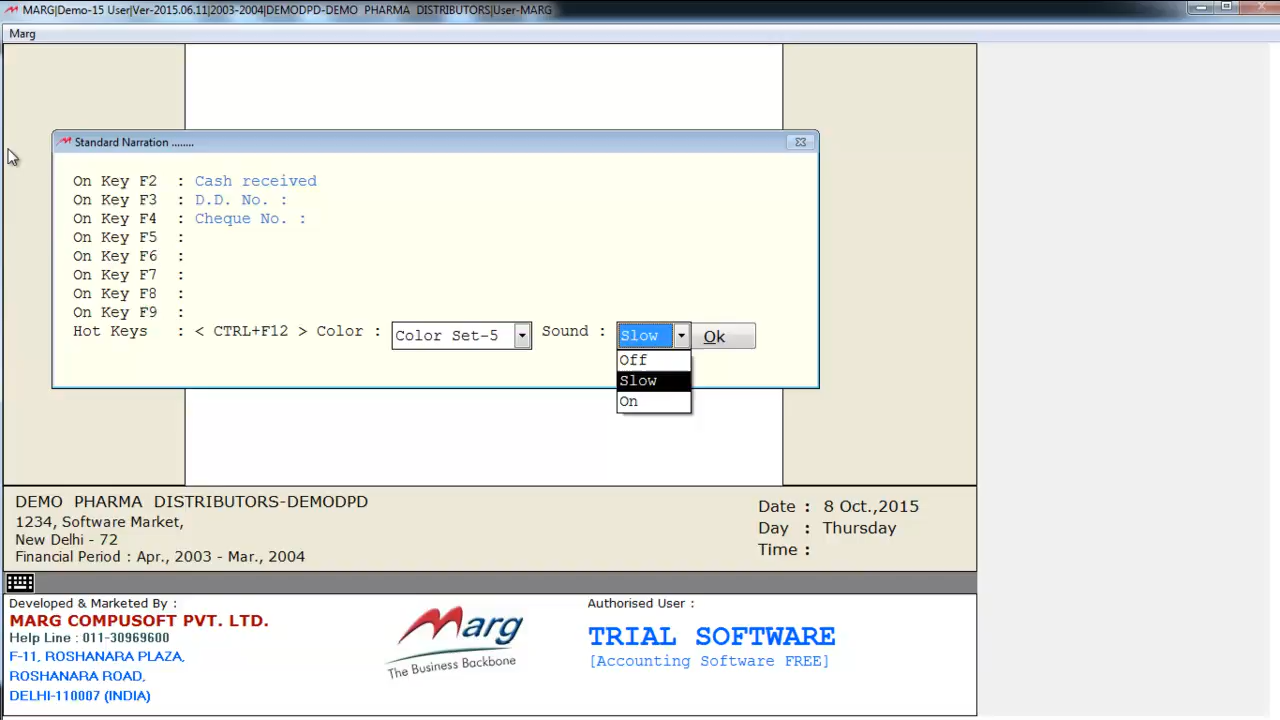 MARG|Demo-15 User|Ver-2015.06.11|2003-2004|DEMODPD-DEMO PHARMA DISTRIBUTORS|User-MARG
Marg
Standard Narration ........
On Key F2 : Cash received
On Key F3 : D.D. No. :
On Key F4 : Cheque No. :
On Key F5 :
On Key F6 :
On Key F7 :
On Key F8 :
On Key F9 :
Hot Keys : < CTRL+F12 > Color : Color Set-5 Sound : Slow Ok
Off
Slow
On
DEMO PHARMA DISTRIBUTORS-DEMODPD
1234, Software Market,
New Delhi - 72
Financial Period : Apr., 2003 - Mar., 2004
Date : 8 Oct.,2015
Day : Thursday
Time :
Developed & Marketed By :
MARG COMPUSOFT PVT. LTD.
Help Line : 011-30969600
F-11, ROSHANARA PLAZA,
ROSHANARA ROAD,
DELHI-110007 (INDIA)
Marg
The Business Backbone
Authorised User :
TRIAL SOFTWARE
[Accounting Software FREE]